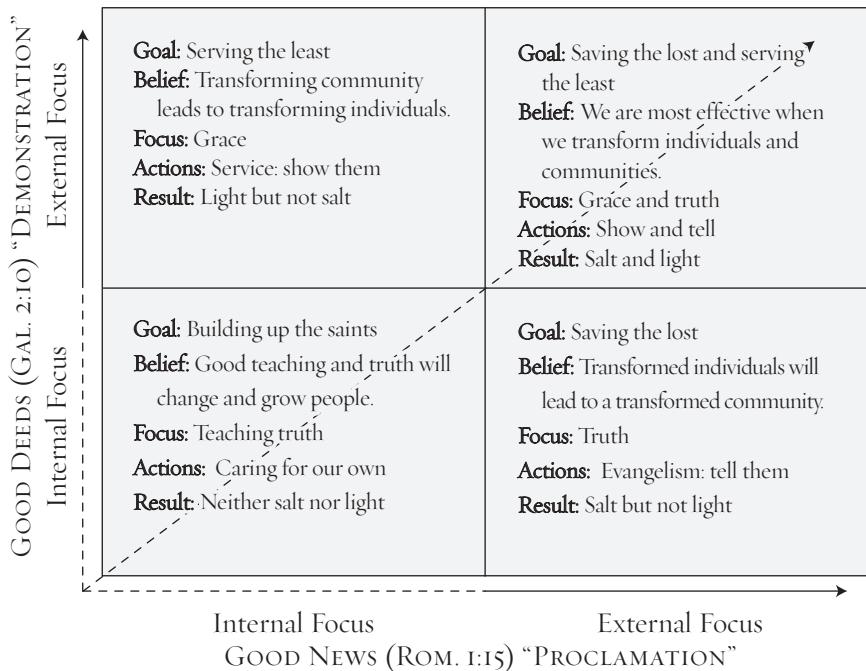 Good Deeds (Gal. 2:10) “Demonstration”
External Focus
Internal Focus
Goal: Serving the least
Belief: Transforming community
leads to transforming individuals.
Focus: Grace
Actions: Service: show them
Result: Light but not salt
Goal: Saving the lost and serving
the least
Belief: We are most effective when
we transform individuals and
communities.
Focus: Grace and truth
Actions: Show and tell
Result: Salt and light
Goal: Building up the saints
Belief: Good teaching and truth will
change and grow people.
Focus: Teaching truth
Actions: Caring for our own
Result: Neither salt nor light
Goal: Saving the lost
Belief: Transformed individuals will
lead to a transformed community.
Focus: Truth
Actions: Evangelism: tell them
Result: Salt but not light
Internal Focus
External Focus
Good News (Rom. 1:15) “Proclamation”